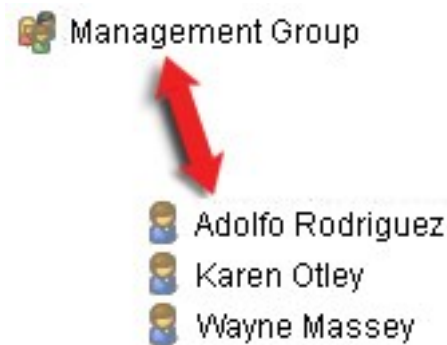 Management Group
Adolfo Rodriguez
Karen Otley
Wayne Massey